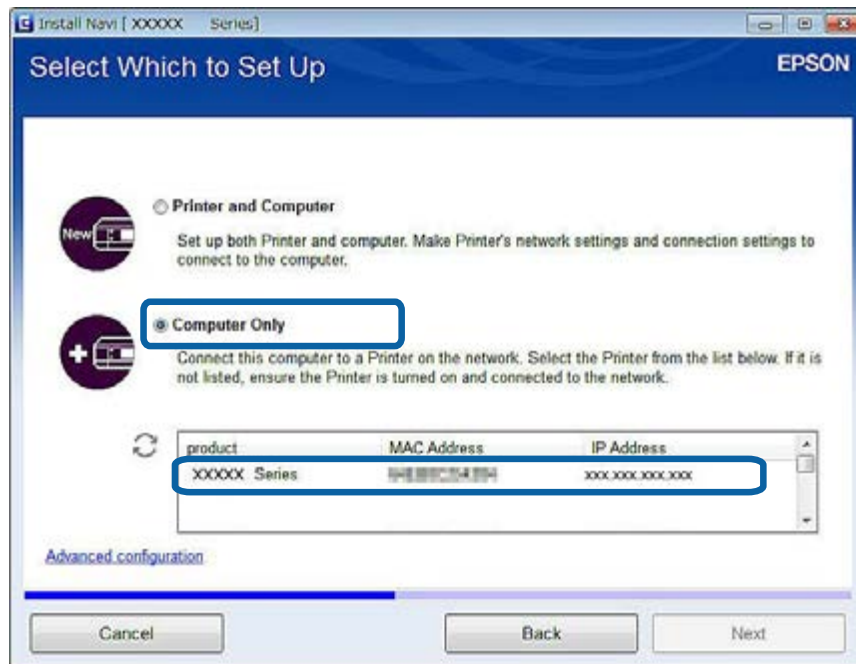 Install Navi [ XXXXX Series]
Select Which to Set Up
EPSON
New
Printer and Computer
Set up both Printer and computer. Make Printer's network settings and connection settings to
connect to the computer.
Computer Only
Connect this computer to a Printer on the network. Select the Printer from the list below. If it is
not listed, ensure the Printer is turned on and connected to the network.
product MAC Address IP Address
XXXXX Series xxx.xxx.xxx.xxx
Advanced configuration
Cancel Back Next